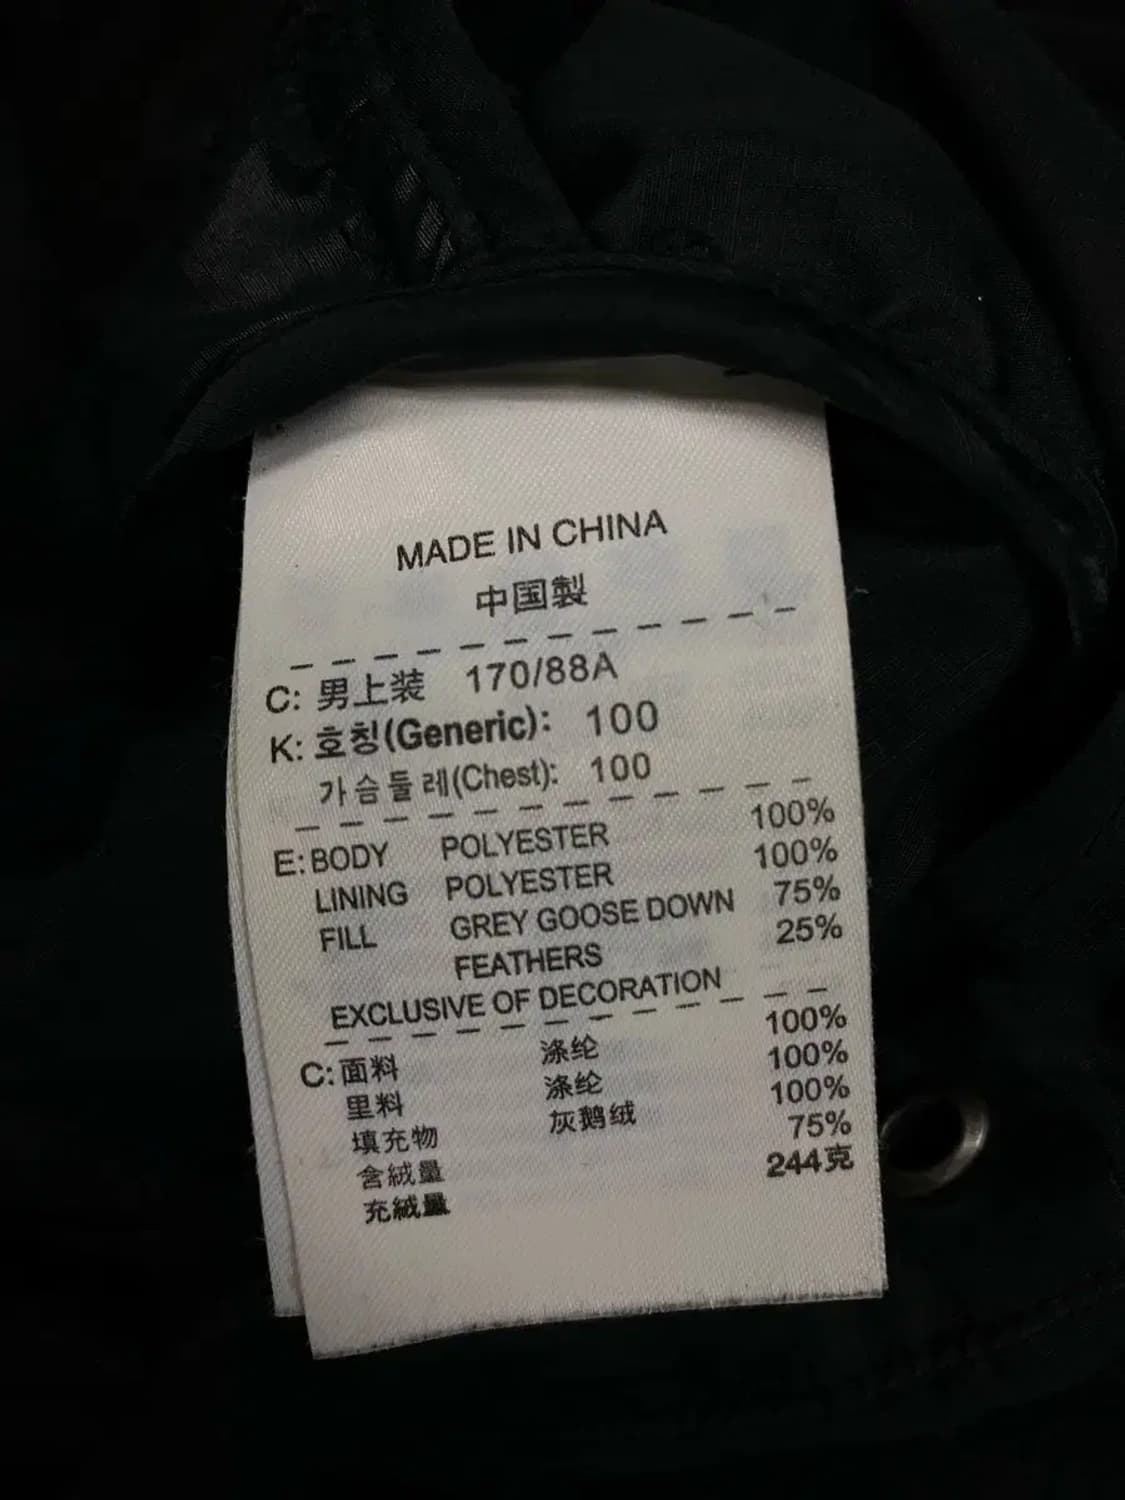 MADE IN CHINA
中国製
C: 男上装 170/88A
K: 호칭(Generic): 100
가슴둘레(Chest): 100
E: BODY POLYESTER 100%
LINING POLYESTER 100%
FILL GREY GOOSE DOWN 75%
FEATHERS 25%
EXCLUSIVE OF DECORATION
C: 面料 涤纶 100%
里料 涤纶 100%
填充物 灰鹅绒 100%
含絨量 75%
充絨量 244克